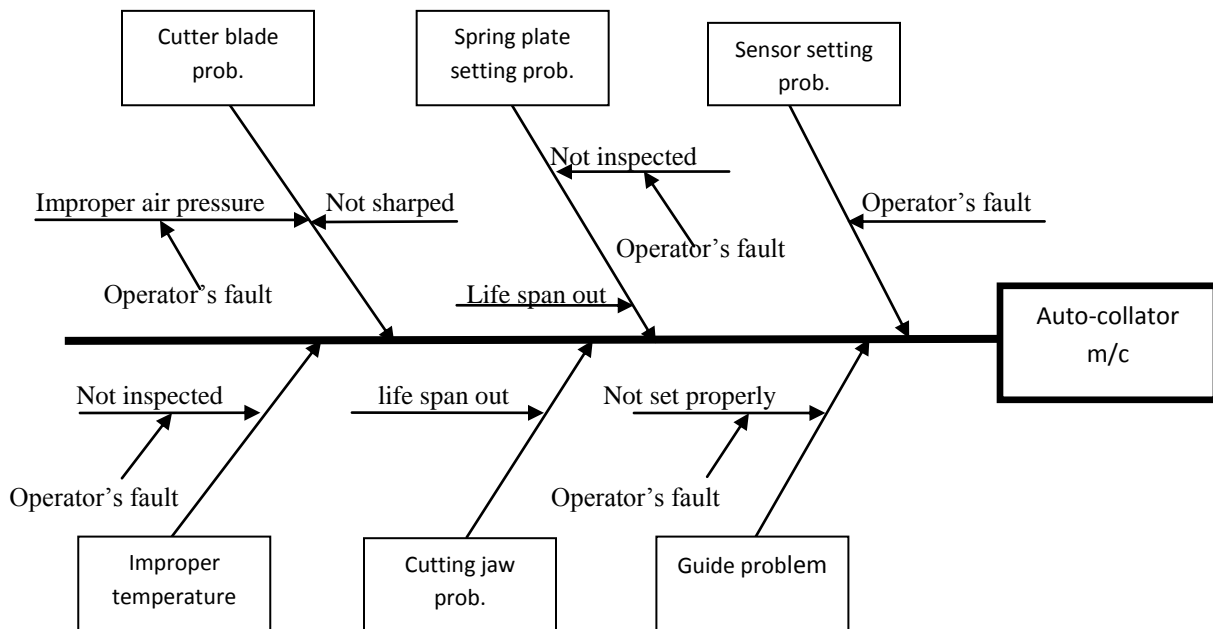 Cutter blade
prob.
Spring plate
setting prob.
Sensor setting
prob.
Not inspected
Improper air pressure
Not sharped
Operator’s fault
Operator’s fault
Operator’s fault
Life span out
Auto-collator
m/c
Not inspected
life span out
Not set properly
Operator’s fault
Operator’s fault
Improper
temperature
Cutting jaw
prob.
Guide problem